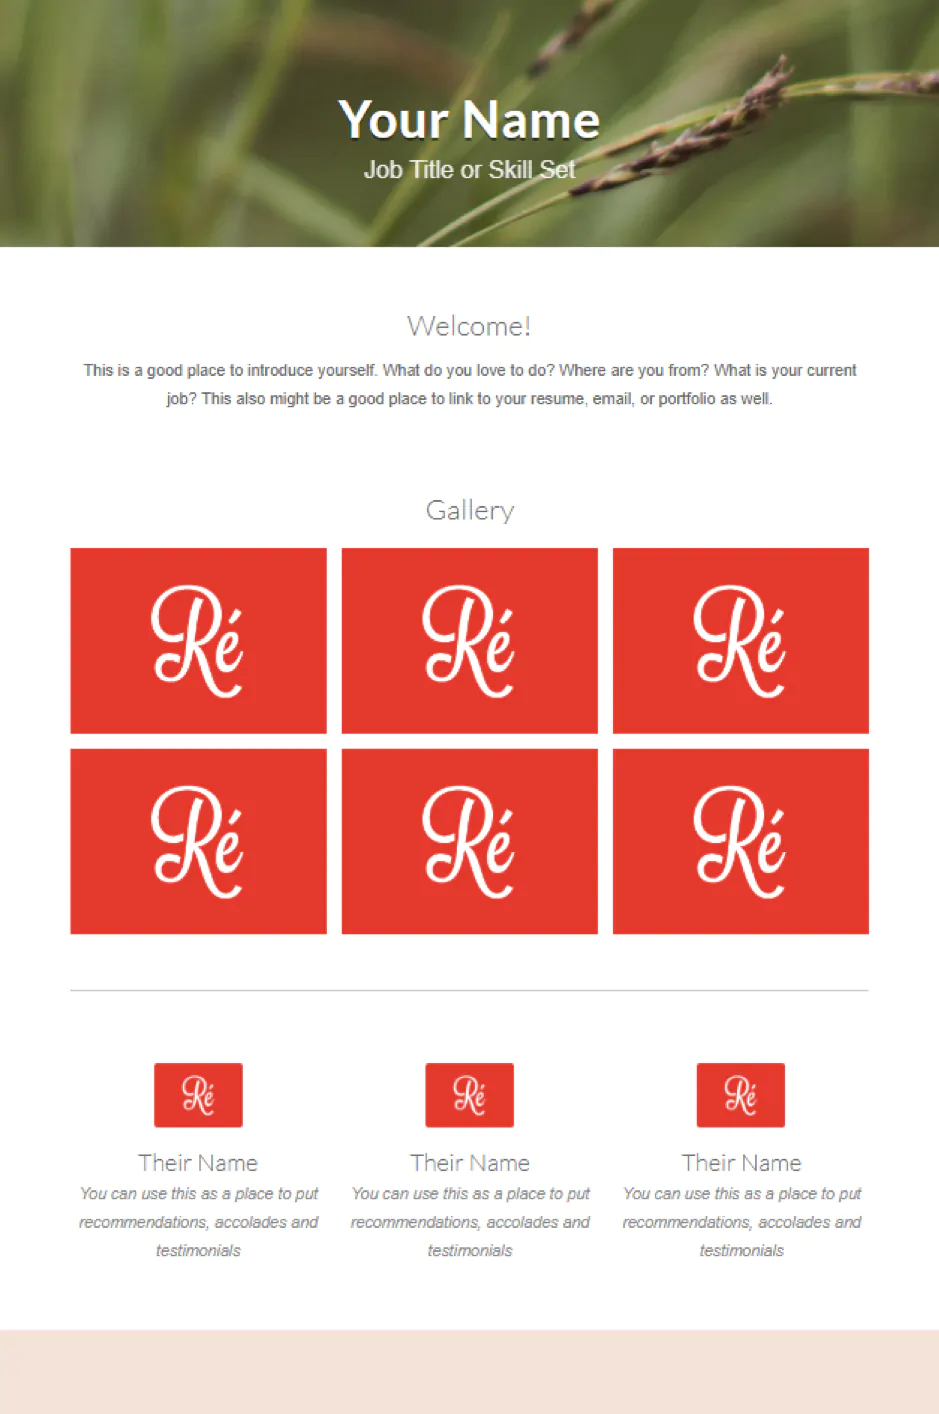 Your Name
Job Title or Skill Set
Welcome!
This is a good place to introduce yourself. What do you love to do? Where are you from? What is your current
job? This also might be a good place to link to your resume, email, or portfolio as well.
Gallery
Ré
Ré
Ré
Ré
Ré
Ré
Ré
Ré
Ré
Their Name
You can use this as a place to put
recommendations, accolades and
testimonials
Their Name
You can use this as a place to put
recommendations, accolades and
testimonials
Their Name
You can use this as a place to put
recommendations, accolades and
testimonials